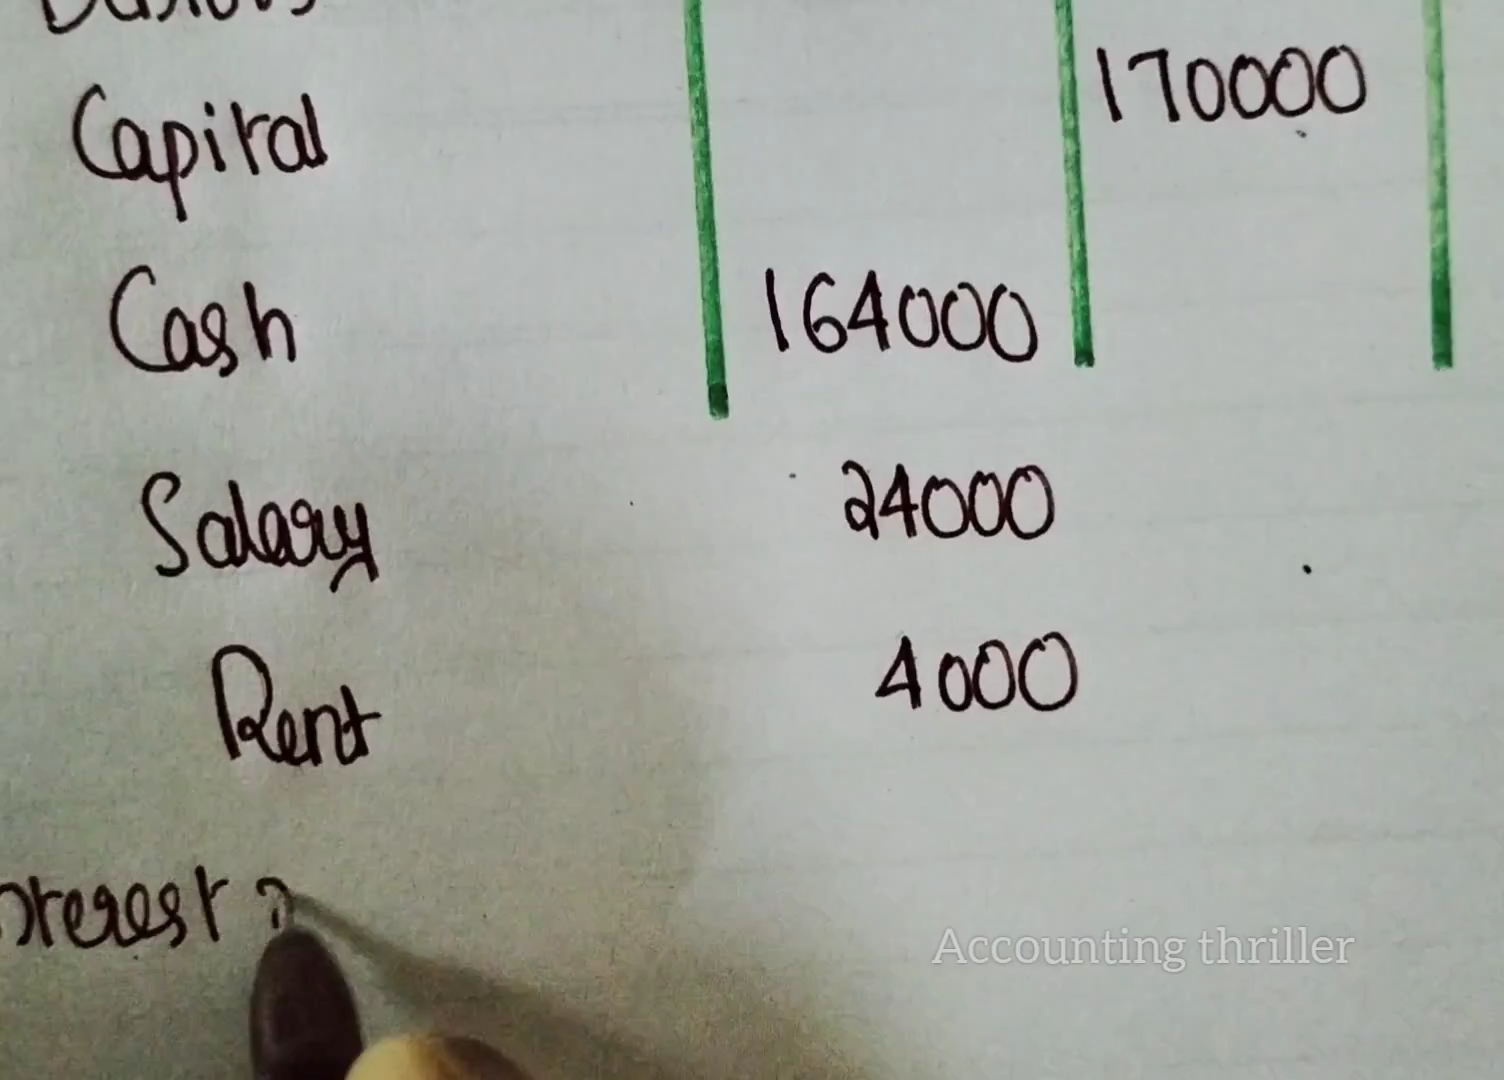 Capital 170000
Cash 164000
Salary 24000
Rent 4000
Accounting thriller